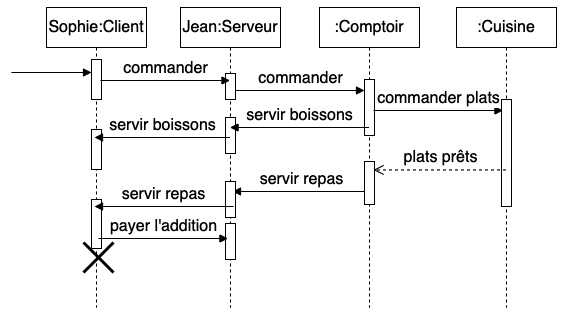 Sophie:Client
Jean:Serveur
:Comptoir
:Cuisine
commander
commander
commander plats
servir boissons
servir boissons
plats prêts
servir repas
servir repas
payer l'addition